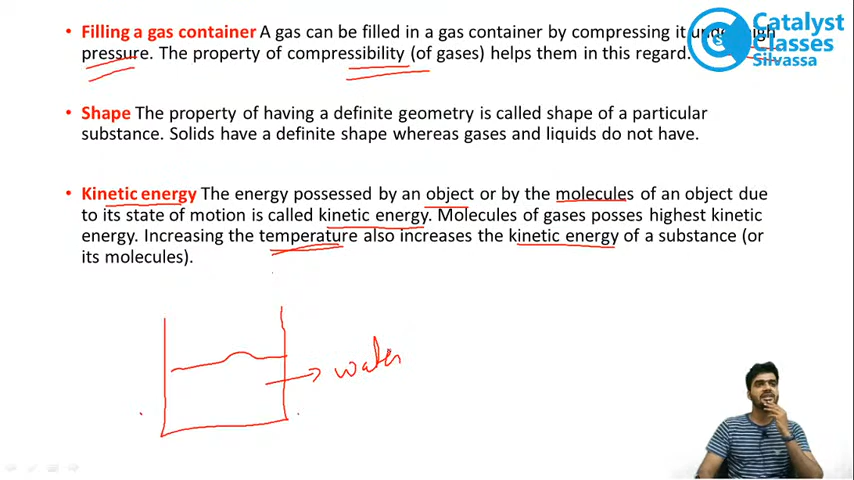 • Filling a gas container A gas can be filled in a gas container by compressing it under high
pressure. The property of compressibility (of gases) helps them in this regard.
Catalyst
Classes
Silvassa
• Shape The property of having a definite geometry is called shape of a particular
substance. Solids have a definite shape whereas gases and liquids do not have.
• Kinetic energy The energy possessed by an object or by the molecules of an object due
to its state of motion is called kinetic energy. Molecules of gases posses highest kinetic
energy. Increasing the temperature also increases the kinetic energy of a substance (or
its molecules).
water